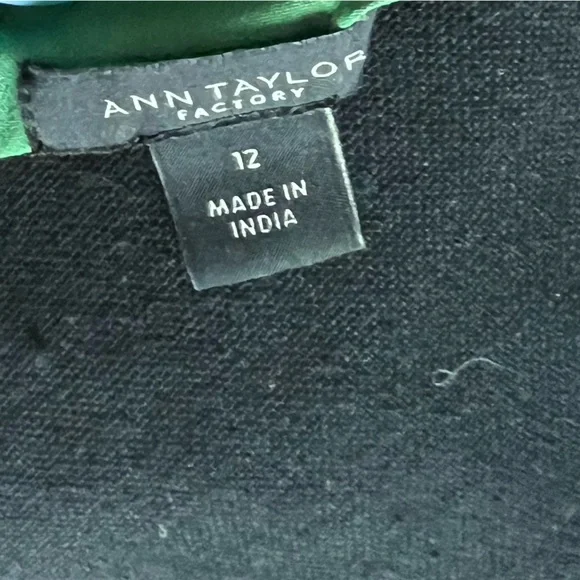 ANN TAYLOR
FACTORY
12
MADE IN
INDIA